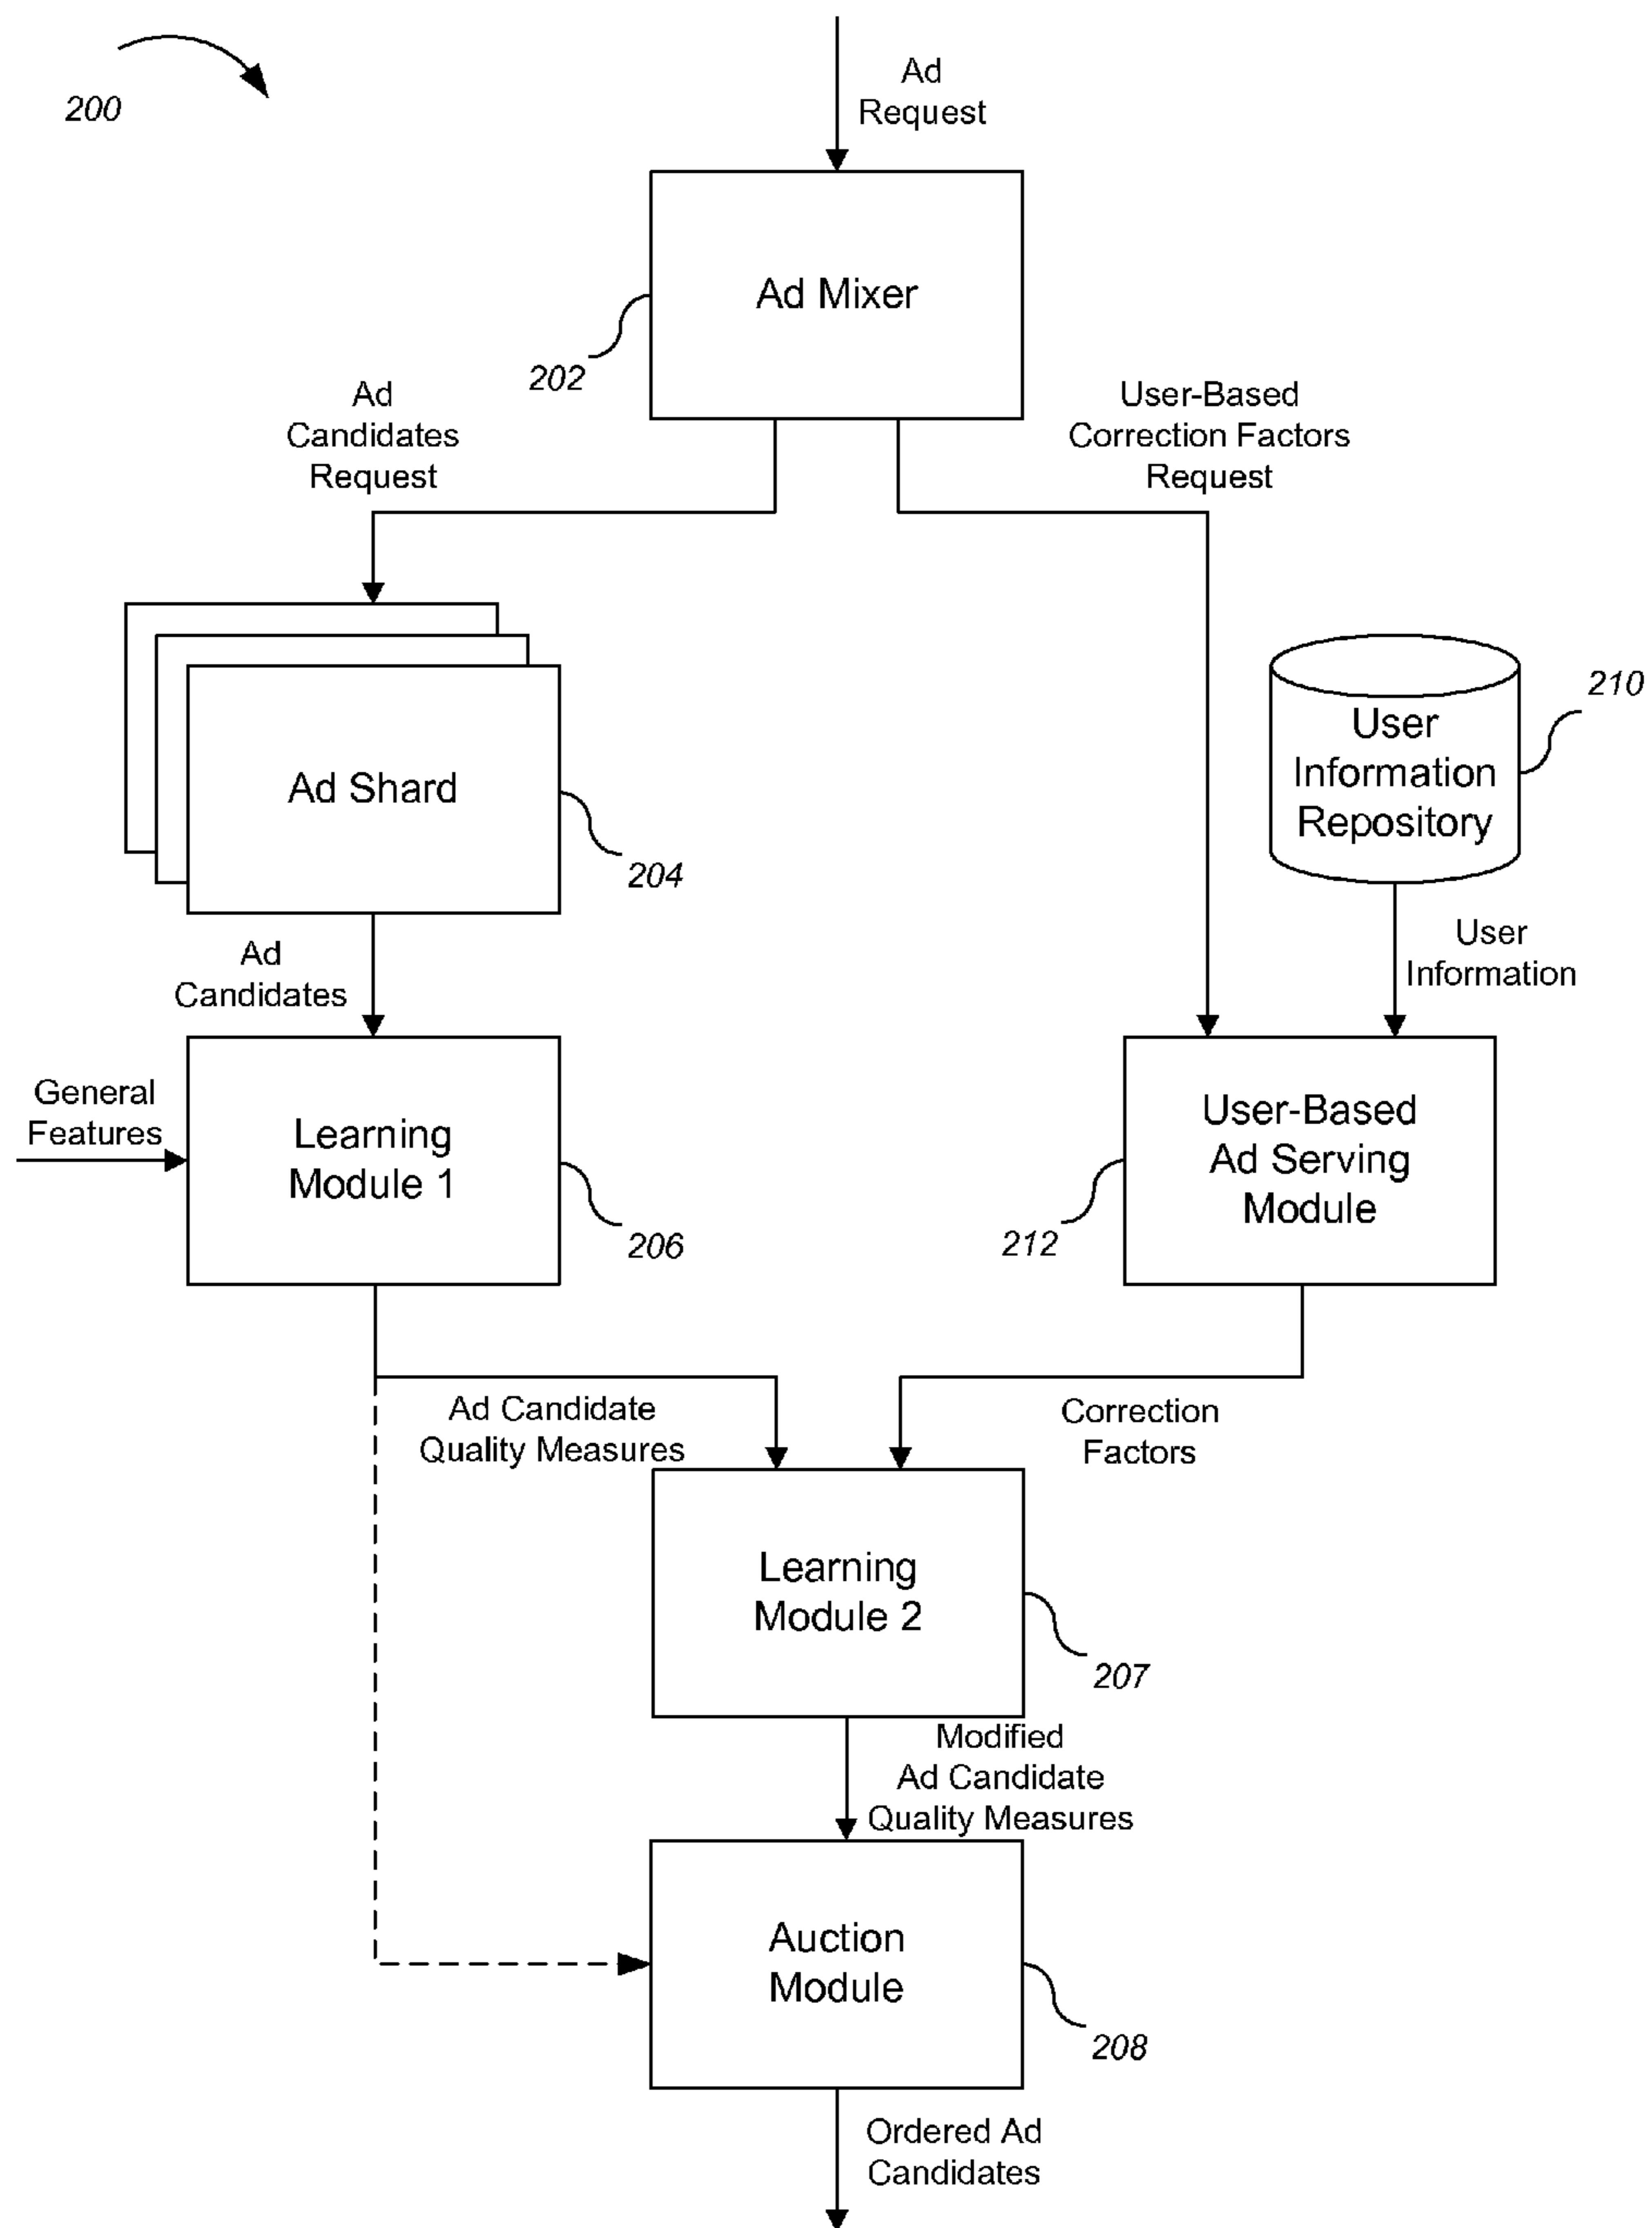 200
Ad
Request
Ad Mixer
202
Ad
Candidates
Request
User-Based
Correction Factors
Request
Ad Shard
204
User
Information
Repository
210
Ad
Candidates
User
Information
General
Features
Learning
Module 1
206
User-Based
Ad Serving
Module
212
Ad Candidate
Quality Measures
Correction
Factors
Learning
Module 2
207
Modified
Ad Candidate
Quality Measures
Auction
Module
208
Ordered Ad
Candidates